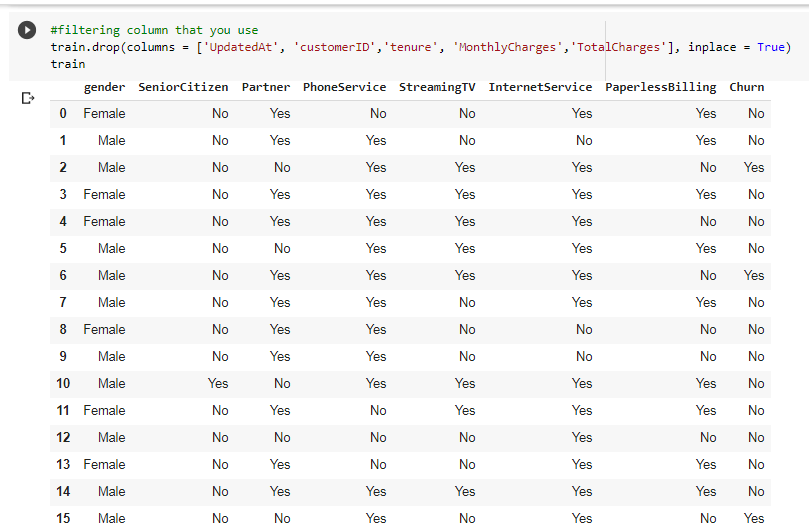 #filtering column that you use
train.drop(columns = ['UpdatedAt', 'customerID','tenure', 'MonthlyCharges','TotalCharges'], inplace = True)
train
gender SeniorCitizen Partner PhoneService StreamingTV InternetService PaperlessBilling Churn
0 Female No Yes No No Yes Yes No
1 Male No Yes Yes No No Yes No
2 Male No No Yes Yes Yes No Yes
3 Female No Yes Yes Yes Yes Yes No
4 Female No Yes Yes Yes Yes No No
5 Male No No Yes Yes Yes Yes No
6 Male No Yes Yes Yes Yes No Yes
7 Male No Yes Yes No Yes Yes No
8 Female No Yes Yes No No No No
9 Male No Yes Yes No No No No
10 Male Yes No Yes Yes Yes Yes No
11 Female No Yes No Yes Yes Yes No
12 Male No No No No Yes No No
13 Female No Yes No No Yes Yes No
14 Male No Yes Yes Yes Yes Yes No
15 Male No No Yes No Yes No Yes